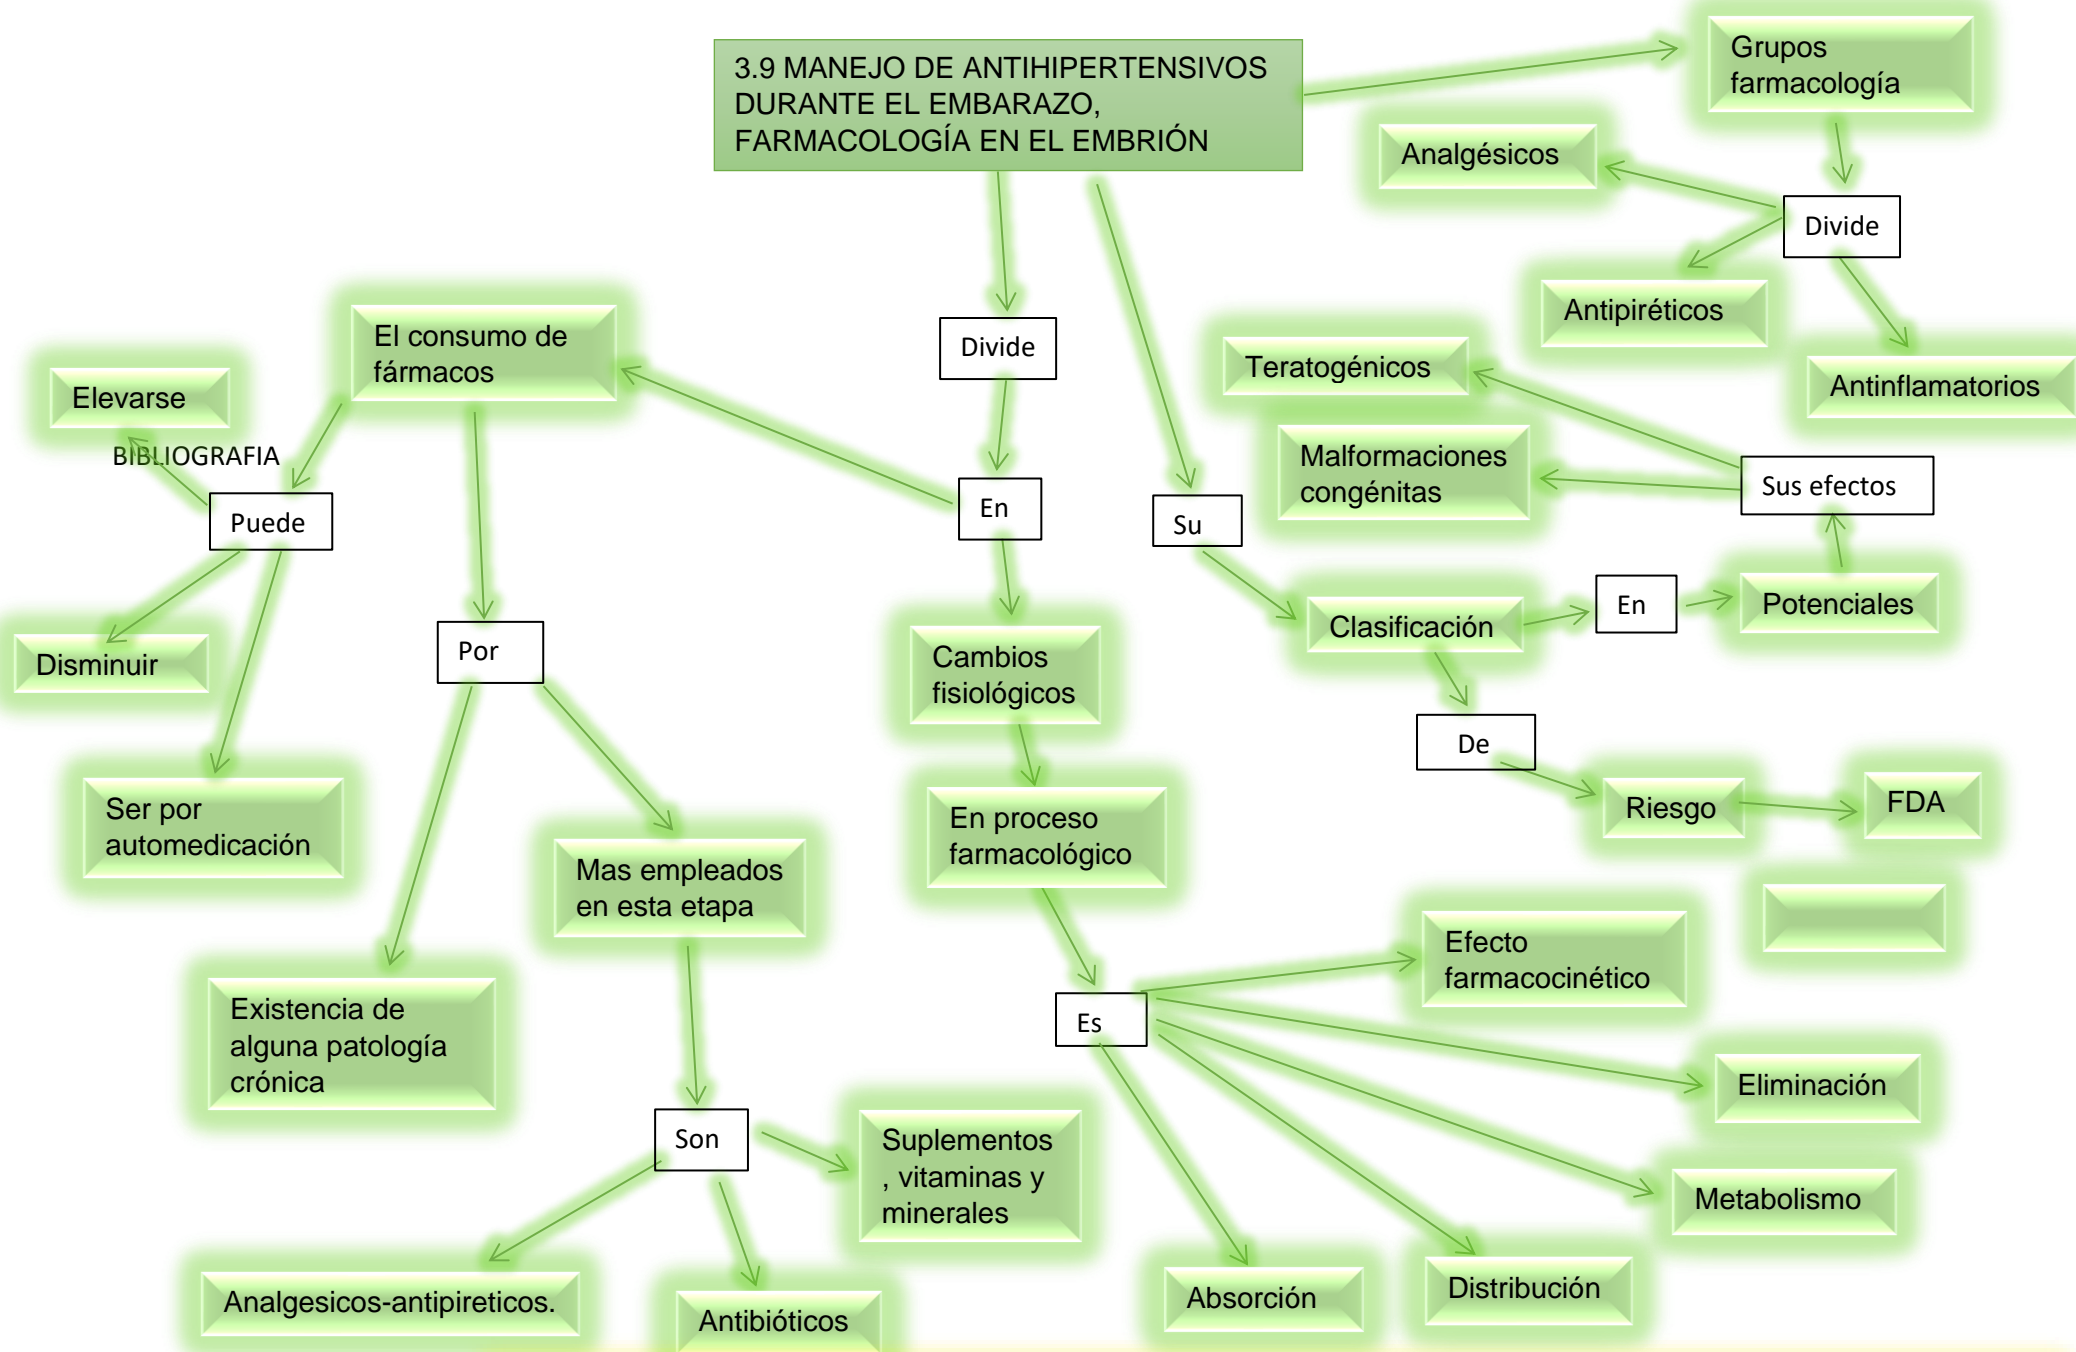 3.9 MANEJO DE ANTIHIPERTENSIVOS
DURANTE EL EMBARAZO,
FARMACOLOGÍA EN EL EMBRIÓN
Grupos
farmacología
Analgésicos
Divide
Antipiréticos
Antinflamatorios
El consumo de
fármacos
Divide
Teratogénicos
Elevarse
BIBLIOGRAFIA
Malformaciones
congénitas
Sus efectos
Puede
En
Su
Clasificación
En
Potenciales
Disminuir
Por
Cambios
fisiológicos
De
Ser por
automedicación
En proceso
farmacológico
Riesgo
FDA
Mas empleados
en esta etapa
Efecto
farmacocinético
Existencia de
alguna patología
crónica
Es
Eliminación
Son
Suplementos
, vitaminas y
minerales
Metabolismo
Analgesicos-antipireticos.
Antibióticos
Absorción
Distribución